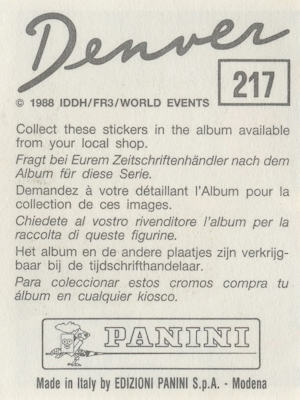 Denver
217
© 1988 IDDH/FR3/WORLD EVENTS
Collect these stickers in the album available
from your local shop.
Fragt bei Eurem Zeitschriftenhändler nach dem
Album für diese Serie.
Demandez à votre détaillant l'Album pour la
collection de ces images.
Chiedete al vostro rivenditore l'album per la
raccolta di queste figurine.
Het album en de andere plaatjes zijn verkrijg-
baar bij de tijdschrifthandelaar.
Para coleccionar estos cromos compra tu
álbum en cualquier kiosco.
PANINI
Made in Italy by EDIZIONI PANINI S.p.A. - Modena